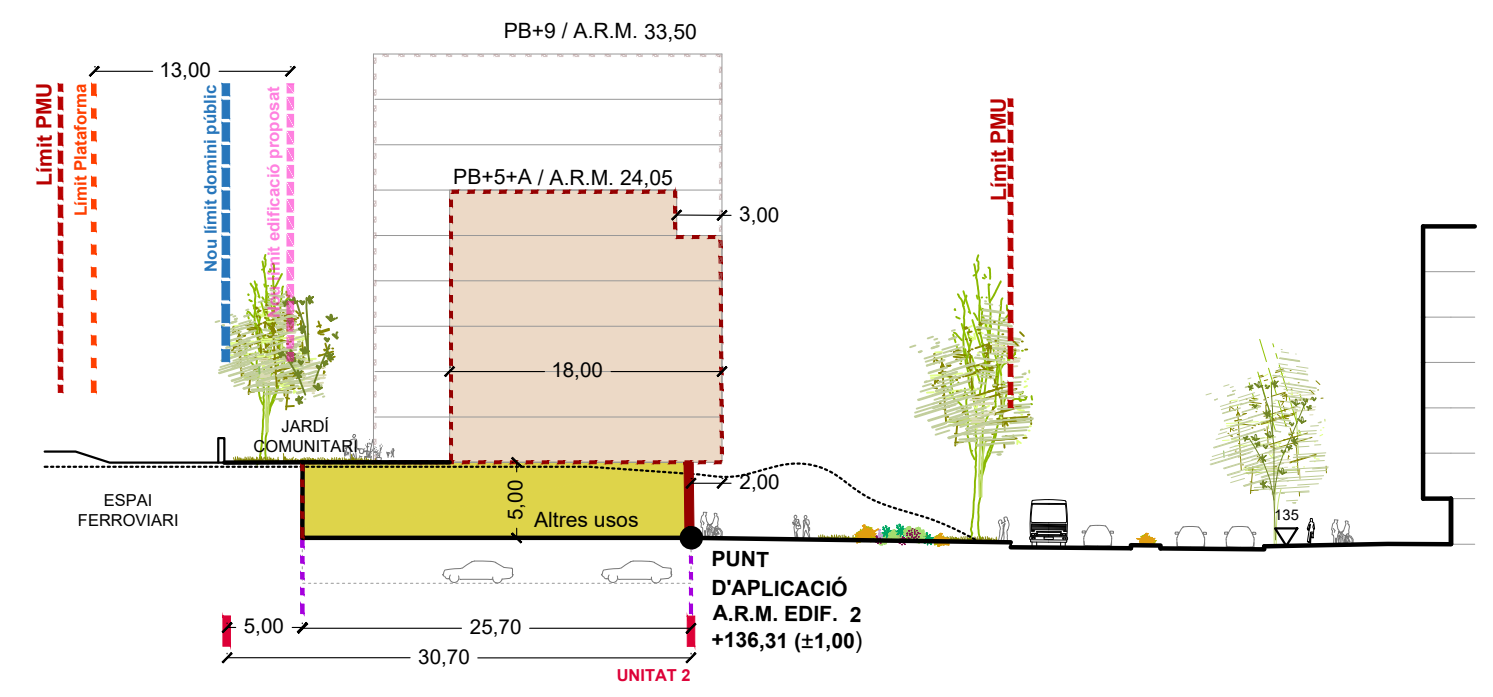 PB+9 / A.R.M. 33,50
13,00
Límit PMU
Límit Plataforma
Nou límit domini públic
Nou límit edificació proposat
PB+5+A / A.R.M. 24,05
3,00
Límit PMU
18,00
JARDÍ
COMUNITARI
ESPAI
FERROVIARI
5,00
Altres usos
2,00
135
PUNT
D'APLICACIÓ
A.R.M. EDIF. 2
+136,31 (±1,00)
5,00
25,70
30,70
UNITAT 2